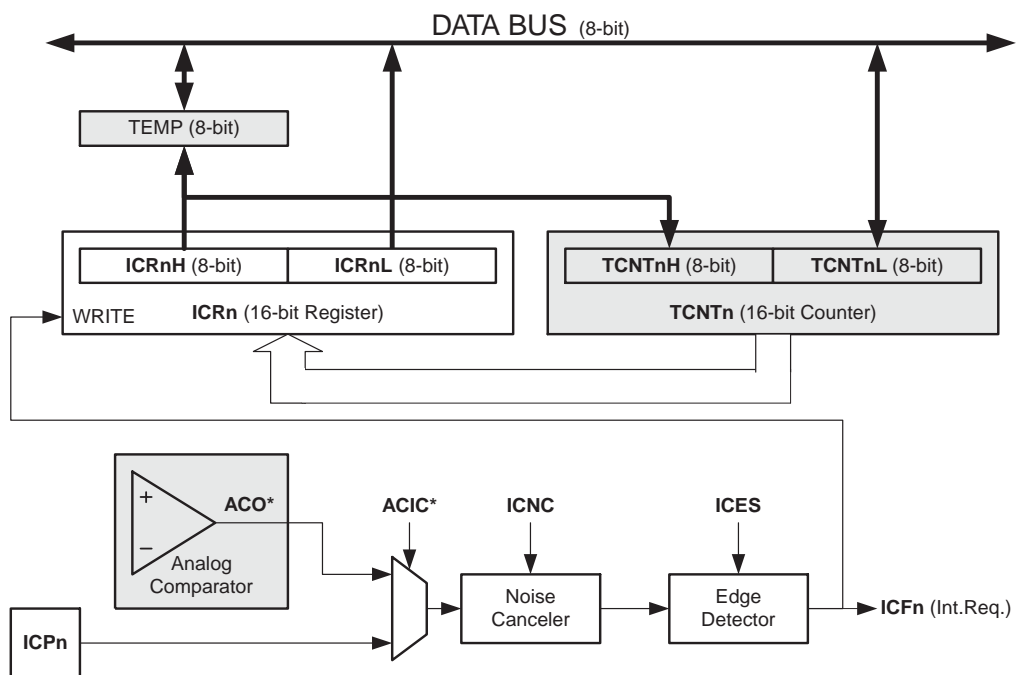 DATA BUS (8-bit)
TEMP (8-bit)
ICRnH (8-bit) ICRnL (8-bit) TCNTnH (8-bit) TCNTnL (8-bit)
WRITE ICRn (16-bit Register) TCNTn (16-bit Counter)
+ ACO* ACIC* ICNC ICES
−
Analog
Comparator
Noise
Canceler
Edge
Detector
ICFn (Int.Req.)
ICPn